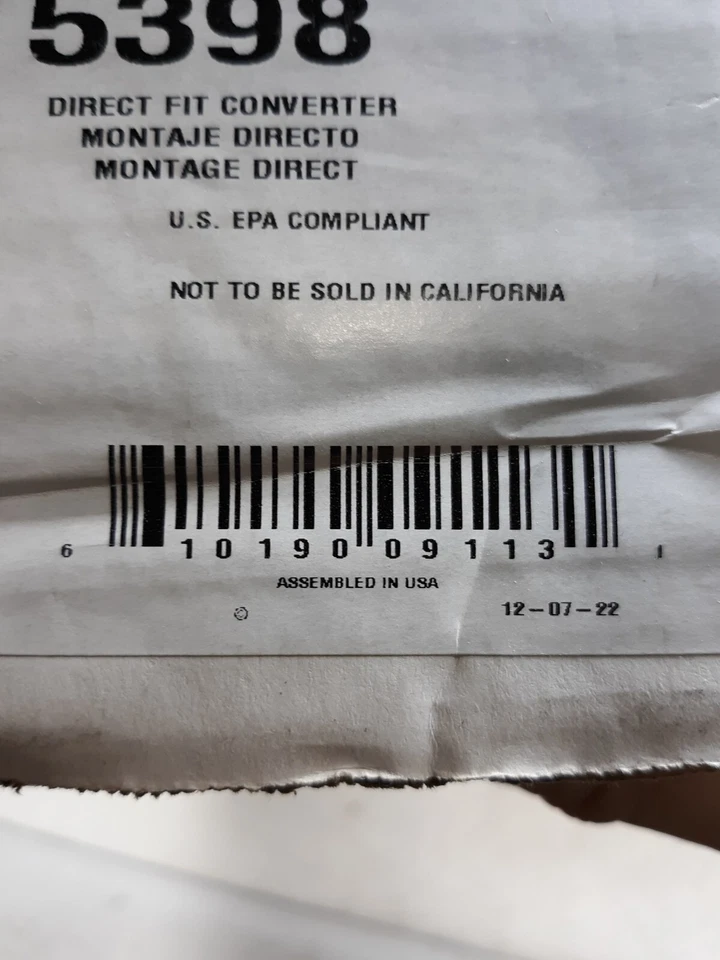 5398
DIRECT FIT CONVERTER
MONTAJE DIRECTO
MONTAGE DIRECT
U.S. EPA COMPLIANT
NOT TO BE SOLD IN CALIFORNIA
6 10190 09113 1
ASSEMBLED IN USA
© 12-07-22